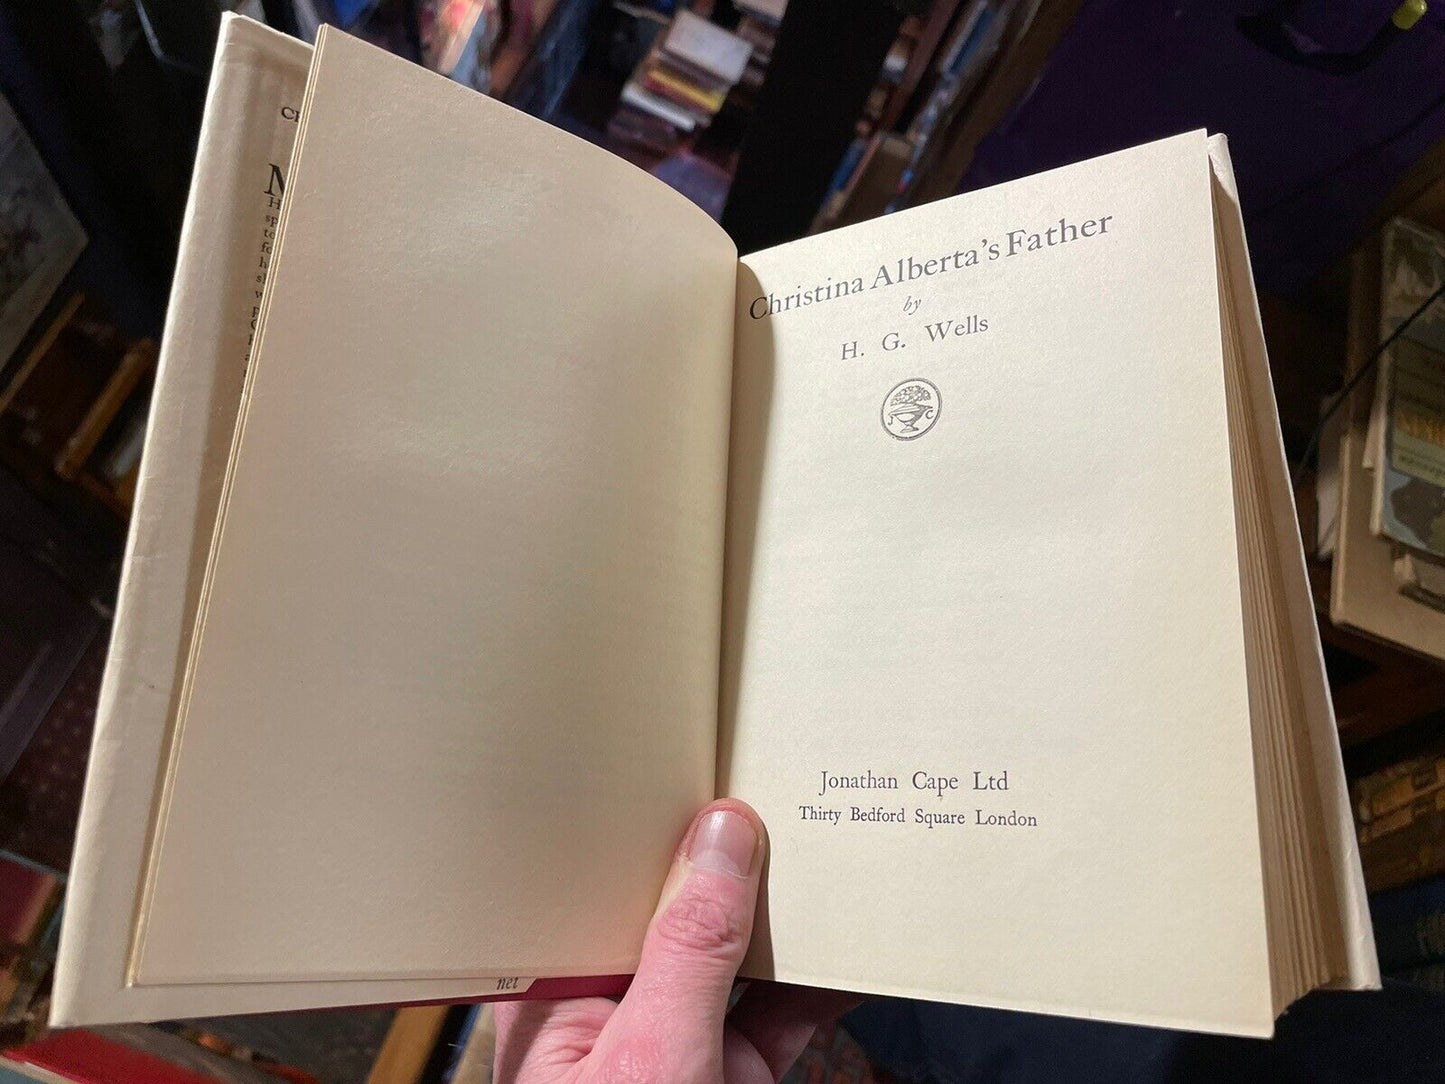 Christina Alberta's Father
by
H. G. Wells
J C
Jonathan Cape Ltd
Thirty Bedford Square London
net